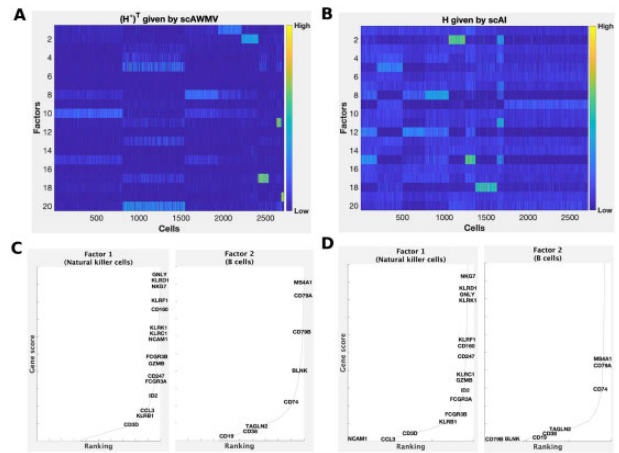 A
(H*)T given by scAWMV
High
2
4
6
8
10
12
14
16
18
20
Factors
500
1000
1500
2000
2500
Cells
Low
B
H given by scAI
High
2
4
6
8
10
12
14
16
18
20
Factors
500
1000
1500
2000
2500
Cells
Low
C
Factor 1
(Natural killer cells)
GNLY
KLRD1
NKG7
KLRF1
CD160
KLRK1
KLRC1
NCAM1
FCGR3B
GZMB
CD247
FCGR3A
ID2
CCL3
KLRB1
CD3D
Gene score
Ranking
Factor 2
(B cells)
MS4A1
CD79A
CD79B
BLNK
CD74
TAGLN2
CD38
CD19
Ranking
D
Factor 1
(Natural killer cells)
NKG7
KLRD1
GNLY
KLRK1
KLRF1
CD160
CD247
KLRC1
GZMB
ID2
FCGR3A
FCGR3B
KLRB1
CD3D
NCAM1
CCL3
Gene score
Ranking
Factor 2
(B cells)
MS4A1
CD79A
CD74
TAGLN2
CD38
CD79B BLNK CD19
Ranking